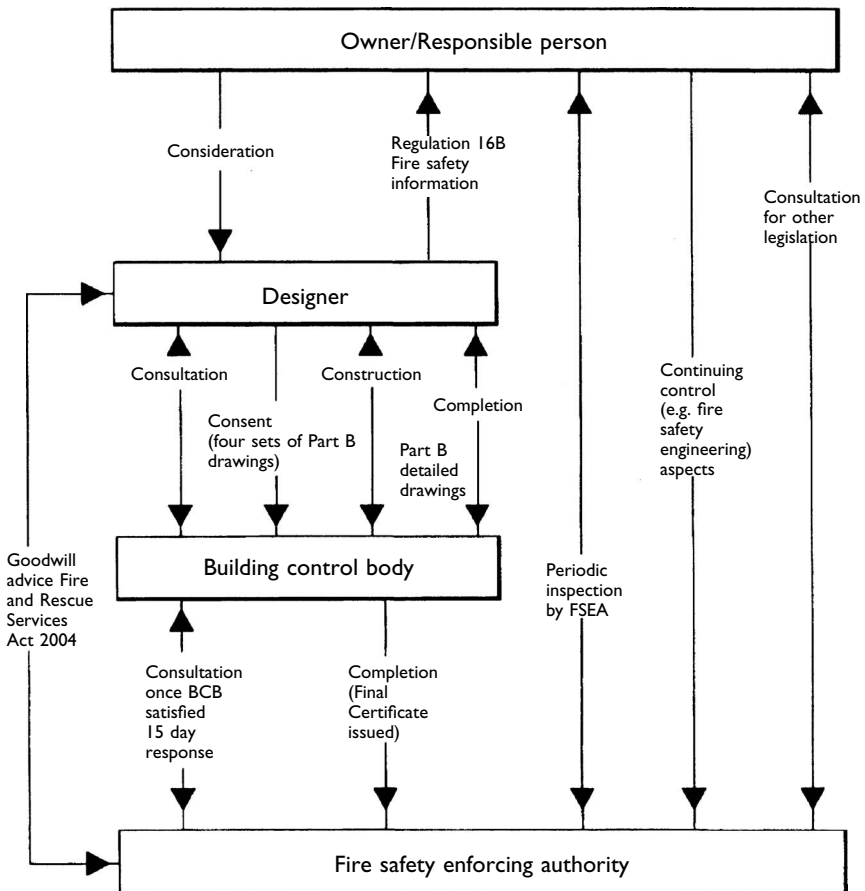 Owner/Responsible person
Consideration
Regulation 16B
Fire safety
information
Consultation
for other
legislation
Designer
Consultation
Consent
(four sets of Part B
drawings)
Construction
Part B
detailed
drawings
Completion
Continuing
control
(e.g. fire
safety
engineering)
aspects
Building control body
Goodwill
advice Fire
and Rescue
Services
Act 2004
Periodic
inspection
by FSEA
Consultation
once BCB
satisfied
15 day
response
Completion
(Final
Certificate
issued)
Fire safety enforcing authority